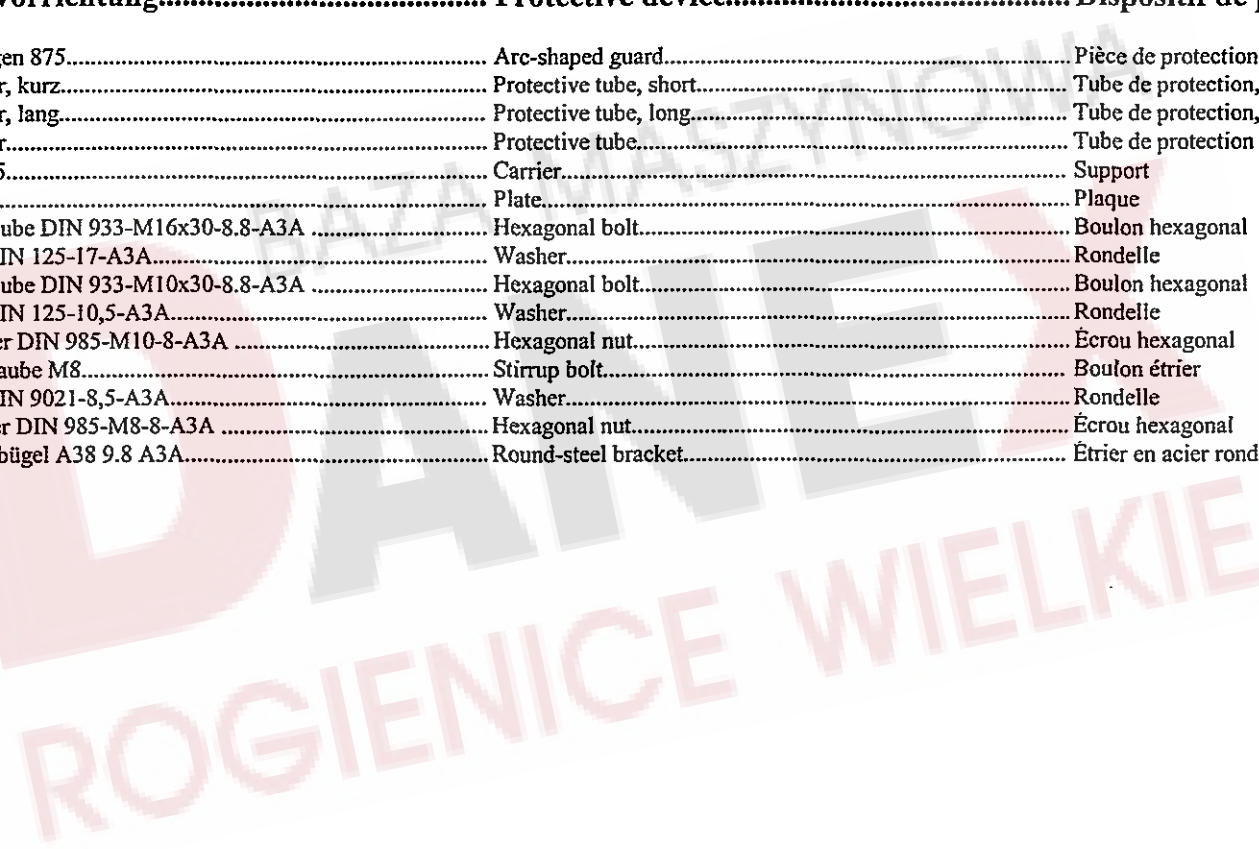 vorrichtung.......... Protective device.......... Dispositif de p
en 875.......... Arc-shaped guard.......... Pièce de protection
r, kurz.......... Protective tube, short.......... Tube de protection,
r, lang.......... Protective tube, long.......... Tube de protection,
r.......... Protective tube.......... Tube de protection
5.......... Carrier.......... Support
.......... Plate.......... Plaque
ube DIN 933-M16x30-8.8-A3A .......... Hexagonal bolt.......... Boulon hexagonal
IN 125-17-A3A.......... Washer.......... Rondelle
ube DIN 933-M10x30-8.8-A3A .......... Hexagonal bolt.......... Boulon hexagonal
IN 125-10,5-A3A.......... Washer.......... Rondelle
er DIN 985-M10-8-A3A .......... Hexagonal nut.......... Écrou hexagonal
aube M8.......... Stirrup bolt.......... Boulon étrier
IN 9021-8,5-A3A.......... Washer.......... Rondelle
er DIN 985-M8-8-A3A .......... Hexagonal nut.......... Écrou hexagonal
bügel A38 9.8 A3A.......... Round-steel bracket.......... Étrier en acier rond
BAZA MASZYNOWA
DANEX
ROGIENICE WIELKIE